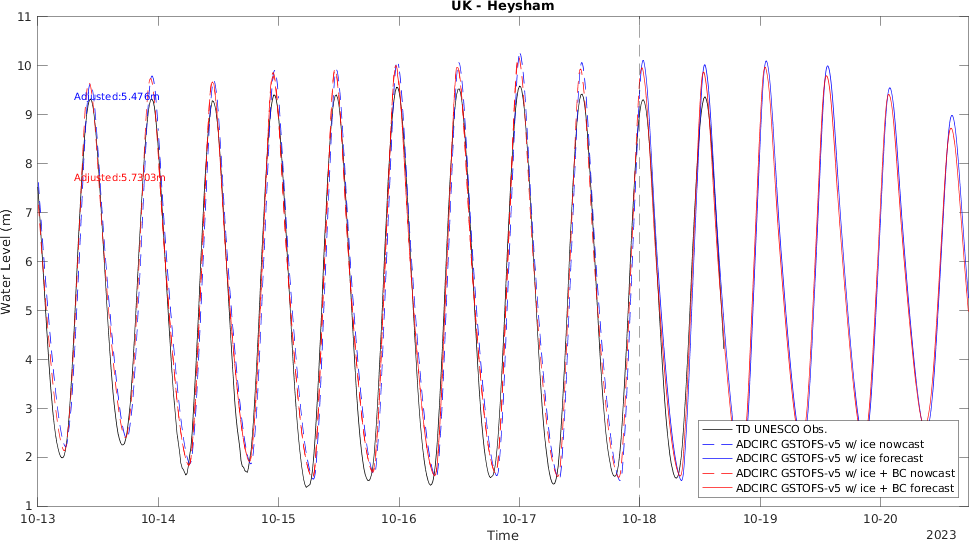 UK - Heysham
11
10
9
8
7
6
5
4
3
2
1
Water Level (m)
Adjusted:5.476m
Adjusted:5.7303m
TD UNESCO Obs.
ADCIRC GSTOFS-v5 w/ ice nowcast
ADCIRC GSTOFS-v5 w/ ice forecast
ADCIRC GSTOFS-v5 w/ ice + BC nowcast
ADCIRC GSTOFS-v5 w/ ice + BC forecast
10-13 10-14 10-15 10-16 10-17 10-18 10-19 10-20
Time
2023